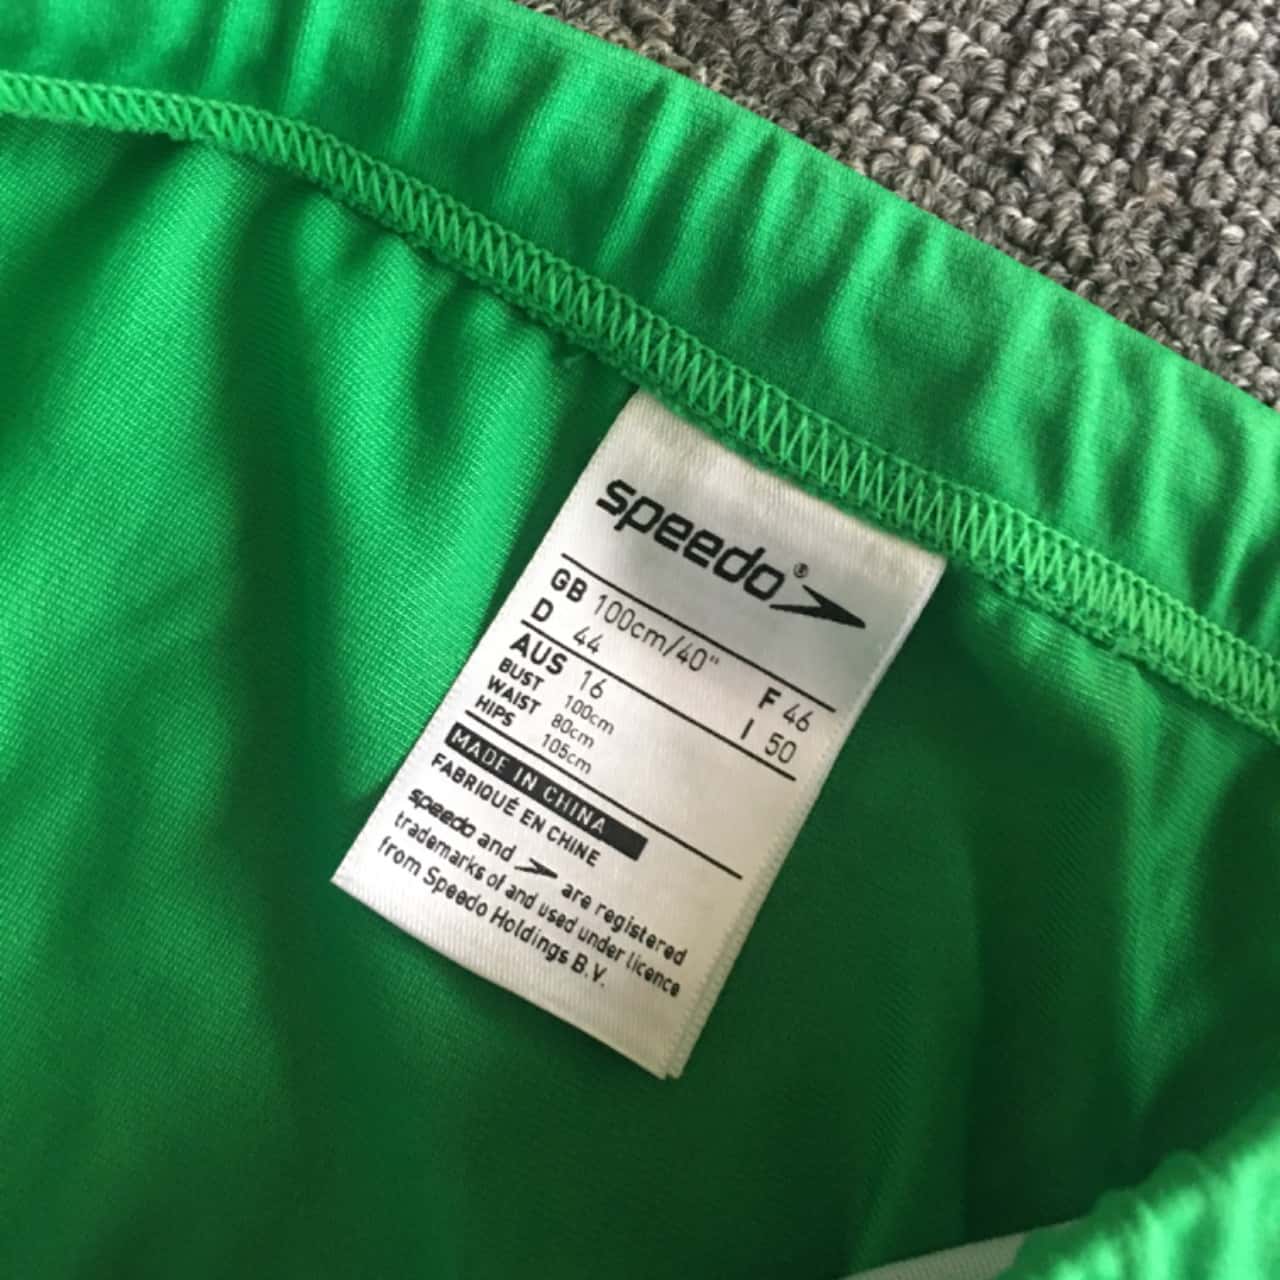 speedo®
GB 100cm/40" F 46
D 44 I 50
AUS 16
BUST 100cm
WAIST 80cm
HIPS 105cm
MADE IN CHINA
FABRIQUÉ EN CHINE
speedo and are registered
trademarks of and used under licence
from Speedo Holdings B.V.